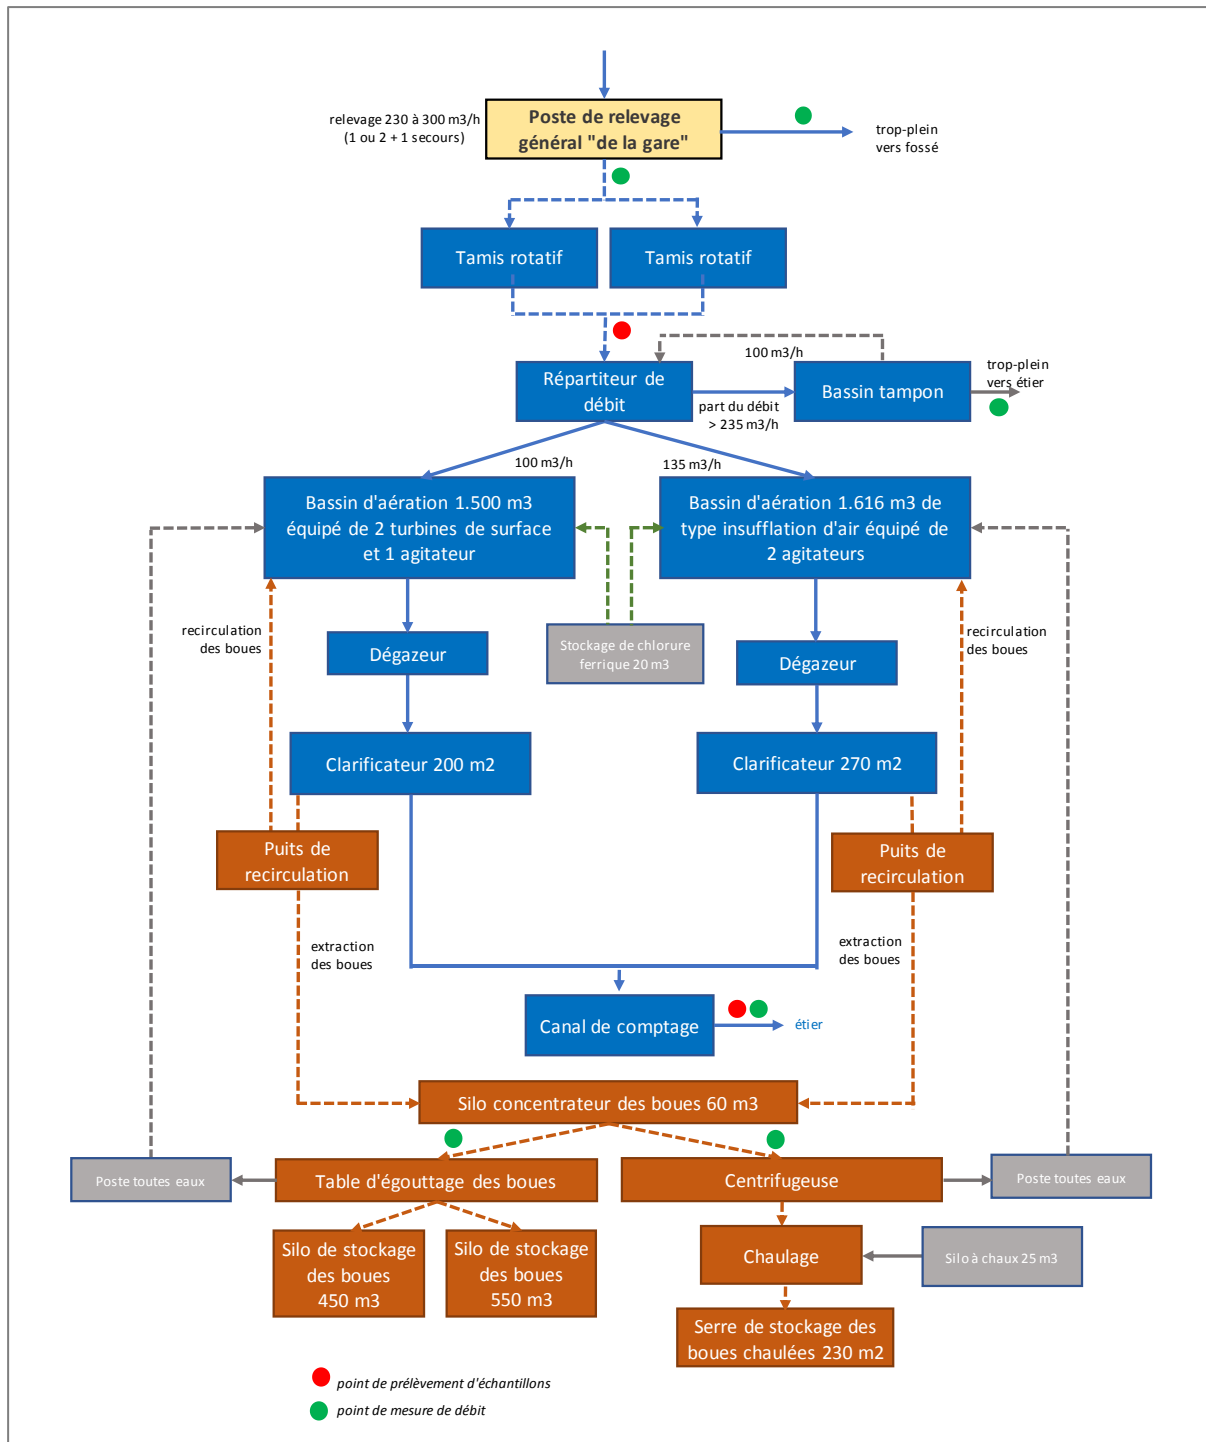 Poste de relevage
général "de la gare"
relevage 230 à 300 m3/h
(1 ou 2 + 1 secours)
trop-plein
vers fossé
Tamis rotatif
Tamis rotatif
100 m3/h
Répartiteur de
débit
part du débit
> 235 m3/h
Bassin tampon
trop-plein
vers étier
100 m3/h
135 m3/h
Bassin d'aération 1.500 m3
équipé de 2 turbines de surface
et 1 agitateur
Bassin d'aération 1.616 m3 de
type insufflation d'air équipé de
2 agitateurs
recirculation
des boues
Dégazeur
Stockage de chlorure
ferrique 20 m3
Dégazeur
recirculation
des boues
Clarificateur 200 m2
Clarificateur 270 m2
Puits de
recirculation
Puits de
recirculation
extraction
des boues
extraction
des boues
Canal de comptage
étier
Silo concentrateur des boues 60 m3
Poste toutes eaux
Table d'égouttage des boues
Centrifugeuse
Poste toutes eaux
Silo de stockage
des boues
450 m3
Silo de stockage
des boues
550 m3
Chaulage
Silo à chaux 25 m3
Serre de stockage des
boues chaulées 230 m2
point de prélèvement d'échantillons
point de mesure de débit